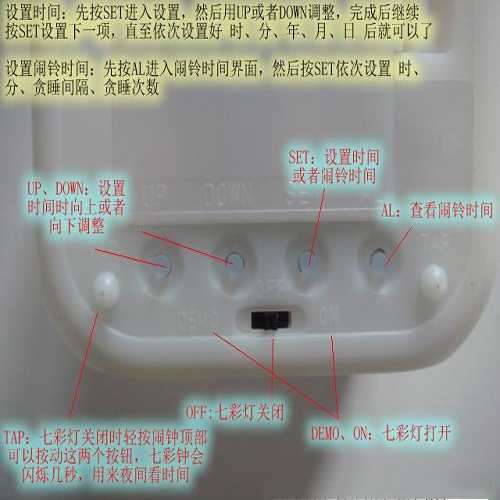 设置时间：先按SET进入设置，然后用UP或者DOWN调整，完成后继续
按SET设置下一项，直至依次设置好 时、分、年、月、日 后就可以了
设置闹铃时间：先按AL进入闹铃时间界面，然后按SET依次设置 时、
分、贪睡间隔、贪睡次数
SET：设置时间
或者闹铃时间
UP、DOWN：设置
时间时向上或者
向下调整
AL：查看闹铃时间
UP DOWN SET
TAP
OFF
DEMO ON
OFF:七彩灯关闭
DEMO、ON：七彩灯打开
TAP：七彩灯关闭时轻按闹钟顶部
可以按动这两个按钮，七彩钟会
闪烁几秒，用来夜间看时间